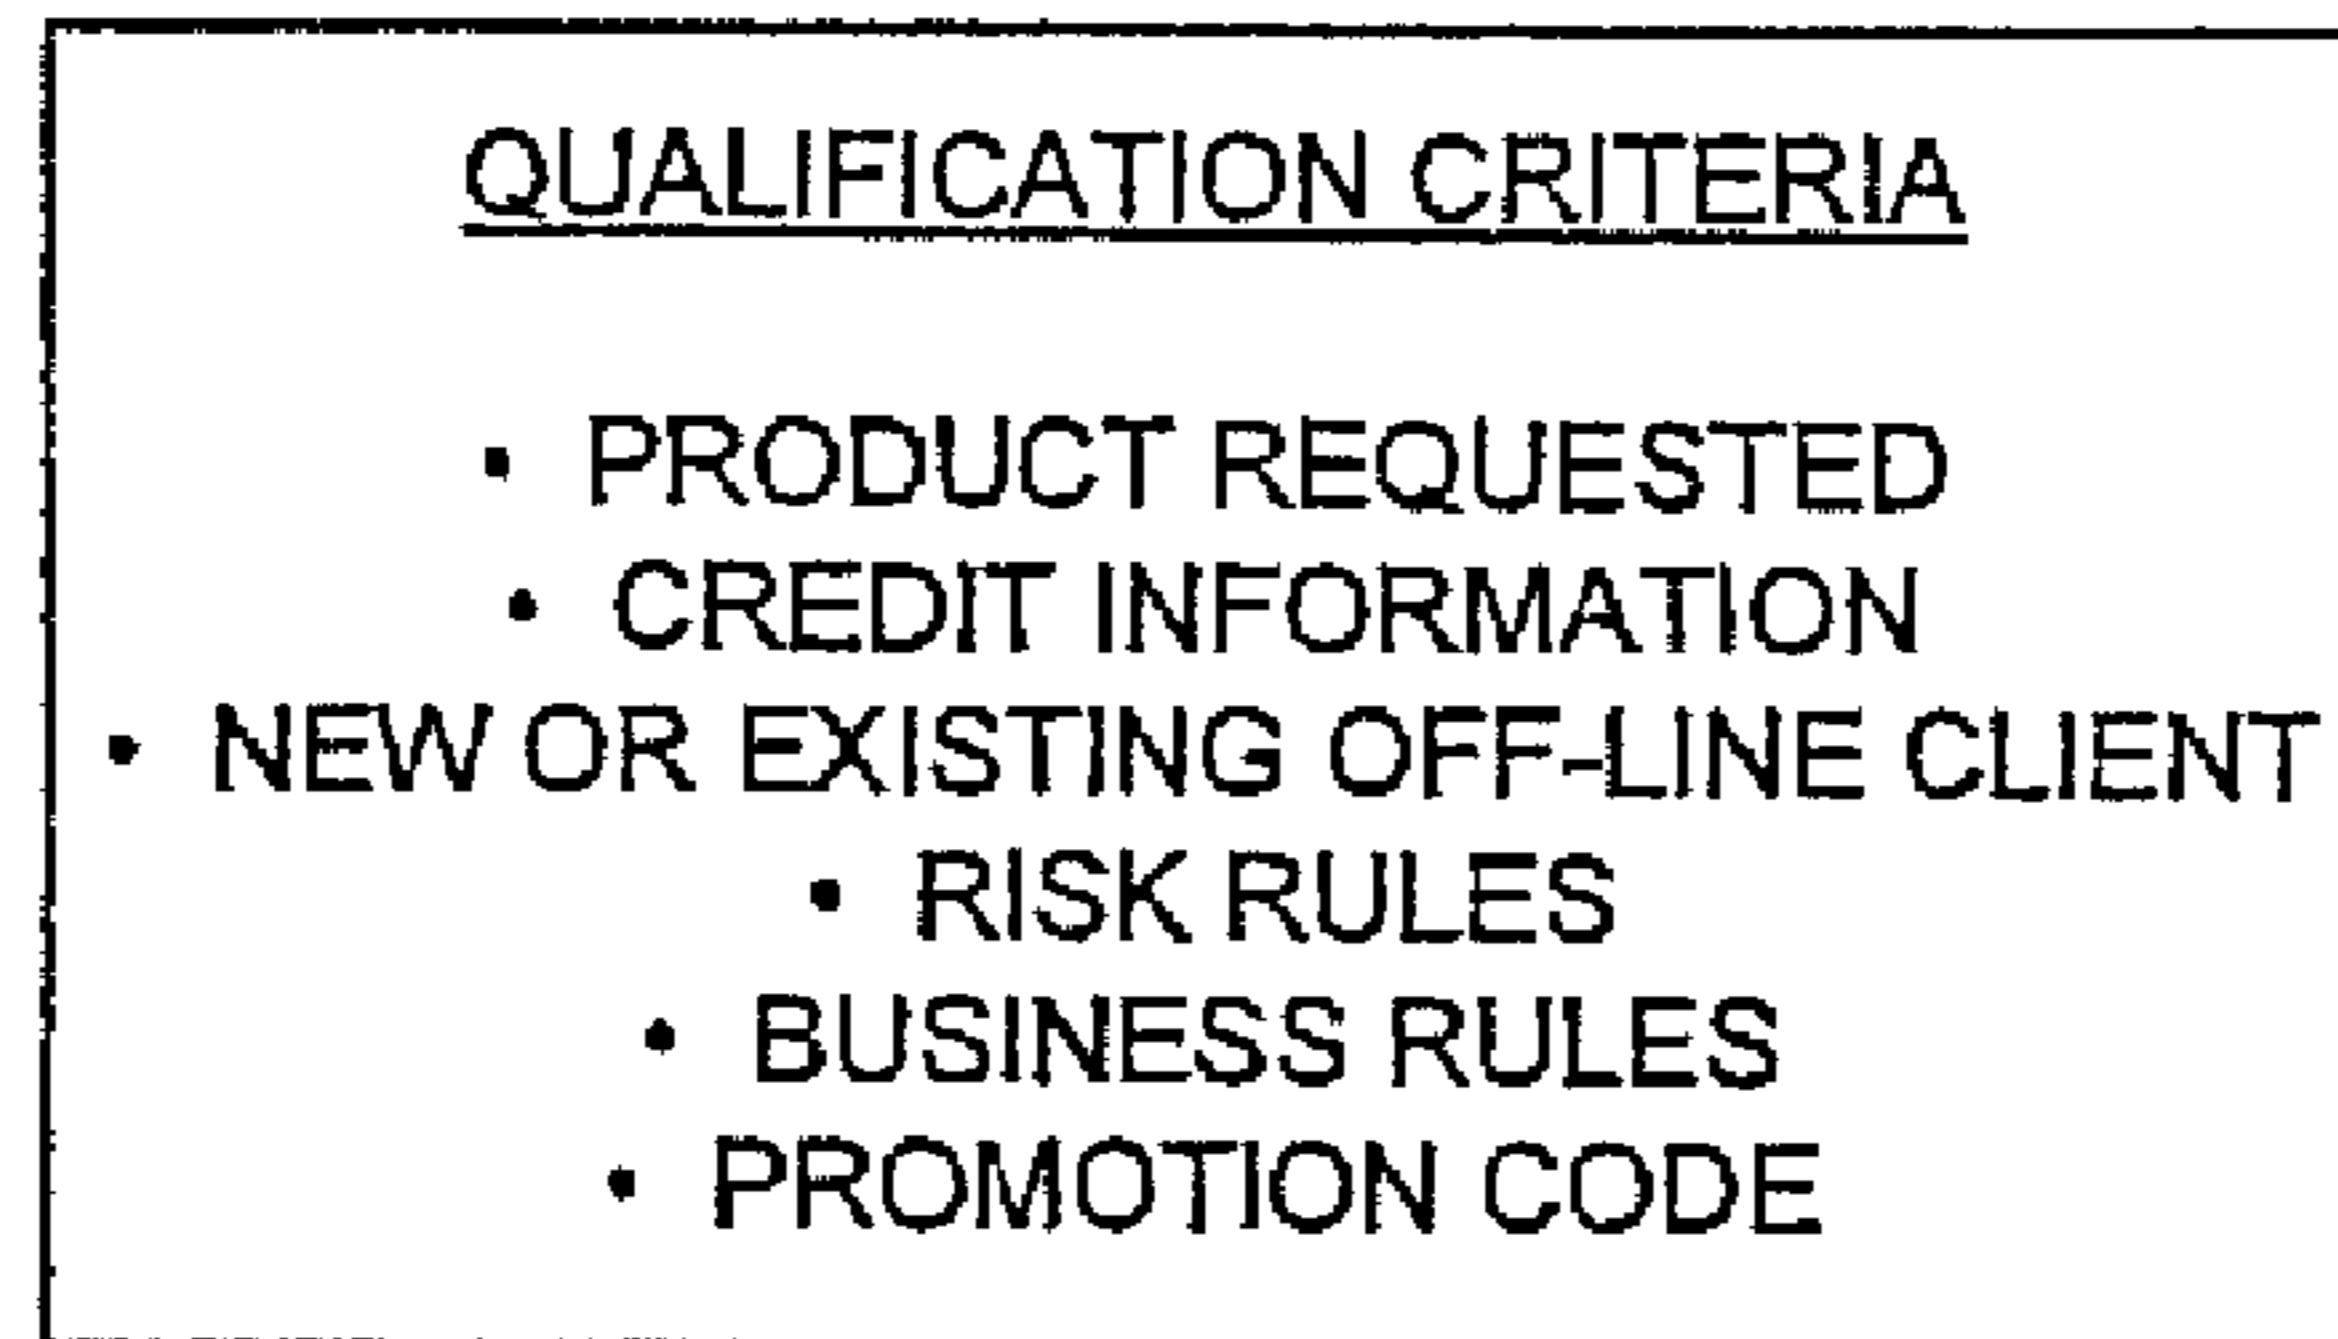 QUALIFICATION CRITERIA
• PRODUCT REQUESTED
• CREDIT INFORMATION
• NEW OR EXISTING OFF-LINE CLIENT
• RISK RULES
• BUSINESS RULES
• PROMOTION CODE